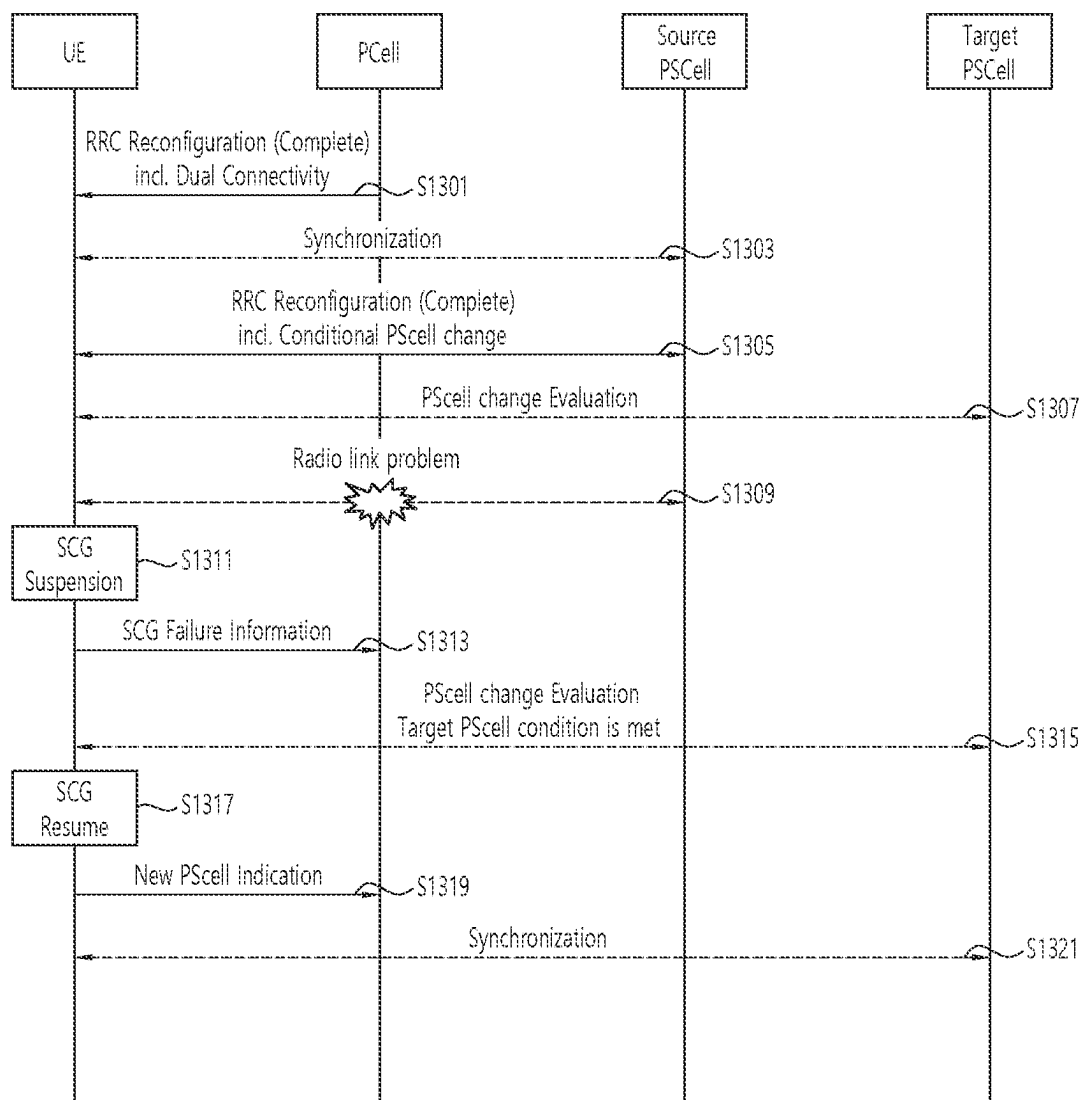 UE
PCell
Source
PSCell
Target
PSCell
RRC Reconfiguration (Complete)
incl. Dual Connectivity
S1301
Synchronization
S1303
RRC Reconfiguration (Complete)
incl. Conditional PScell change
S1305
PScell change Evaluation
S1307
Radio link problem
S1309
SCG
Suspension
S1311
SCG Failure Information
S1313
PScell change Evaluation
Target PScell condition is met
S1315
SCG
Resume
S1317
New PScell Indication
S1319
Synchronization
S1321